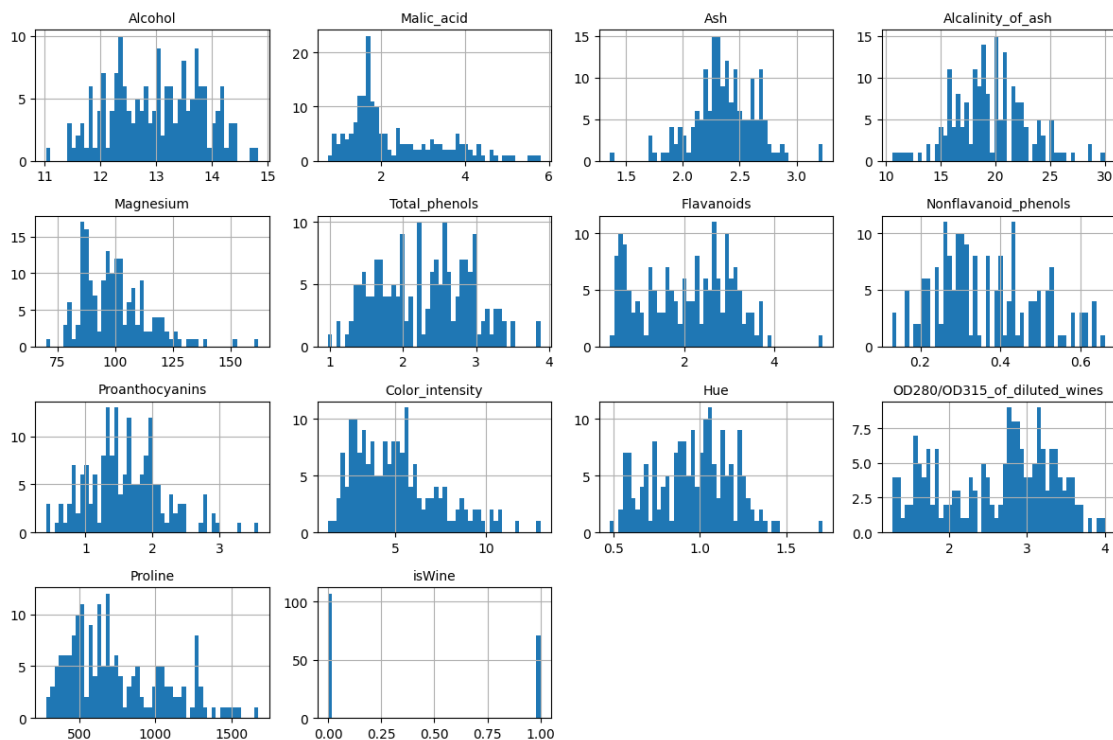 Alcohol
Malic_acid
Ash
Alcalinity_of_ash
10
5
0
11 12 13 14 15
20
10
0
2 4 6
15
10
5
0
1.5 2.0 2.5 3.0
15
10
5
0
10 15 20 25 30
Magnesium
Total_phenols
Flavanoids
Nonflavanoid_phenols
15
10
5
0
75 100 125 150
10
5
0
1 2 3 4
10
5
0
2 4
10
5
0
0.2 0.4 0.6
Proanthocyanins
Color_intensity
Hue
OD280/OD315_of_diluted_wines
10
5
0
1 2 3
10
5
0
5 10
10
5
0
0.5 1.0 1.5
7.5
5.0
2.5
0.0
2 3 4
Proline
isWine
10
5
0
500 1000 1500
100
50
0
0.00 0.25 0.50 0.75 1.00